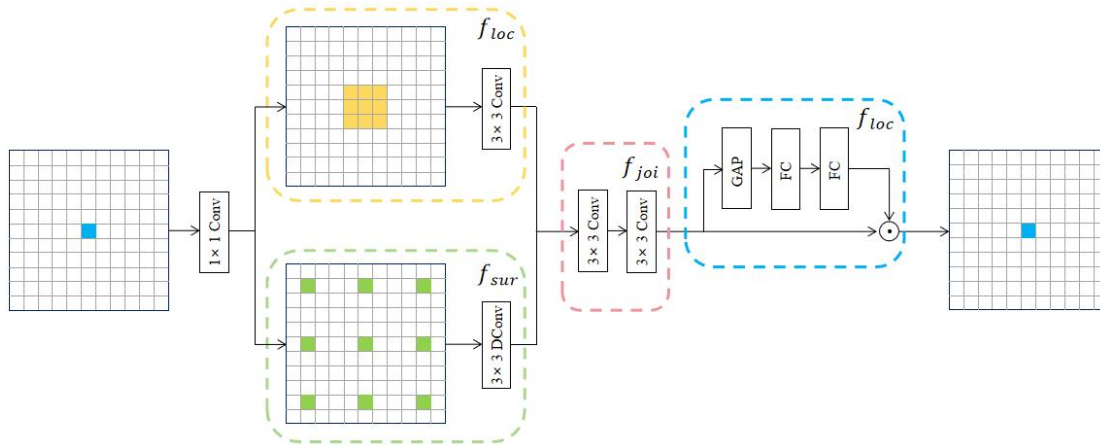 f_loc
3×3 Conv
1×1 Conv
f_sur
3×3 DConv
f_joi
3×3 Conv
3×3 Conv
f_loc
GAP
FC
FC